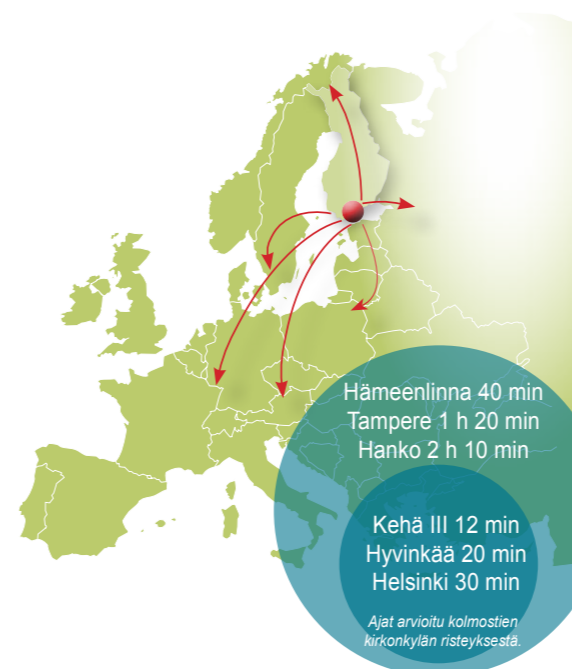 Hämeenlinna 40 min
Tampere 1 h 20 min
Hanko 2 h 10 min
Kehä III 12 min
Hyvinkää 20 min
Helsinki 30 min
Ajat arvioitu kolmostien
kirkonkylän risteyksestä.